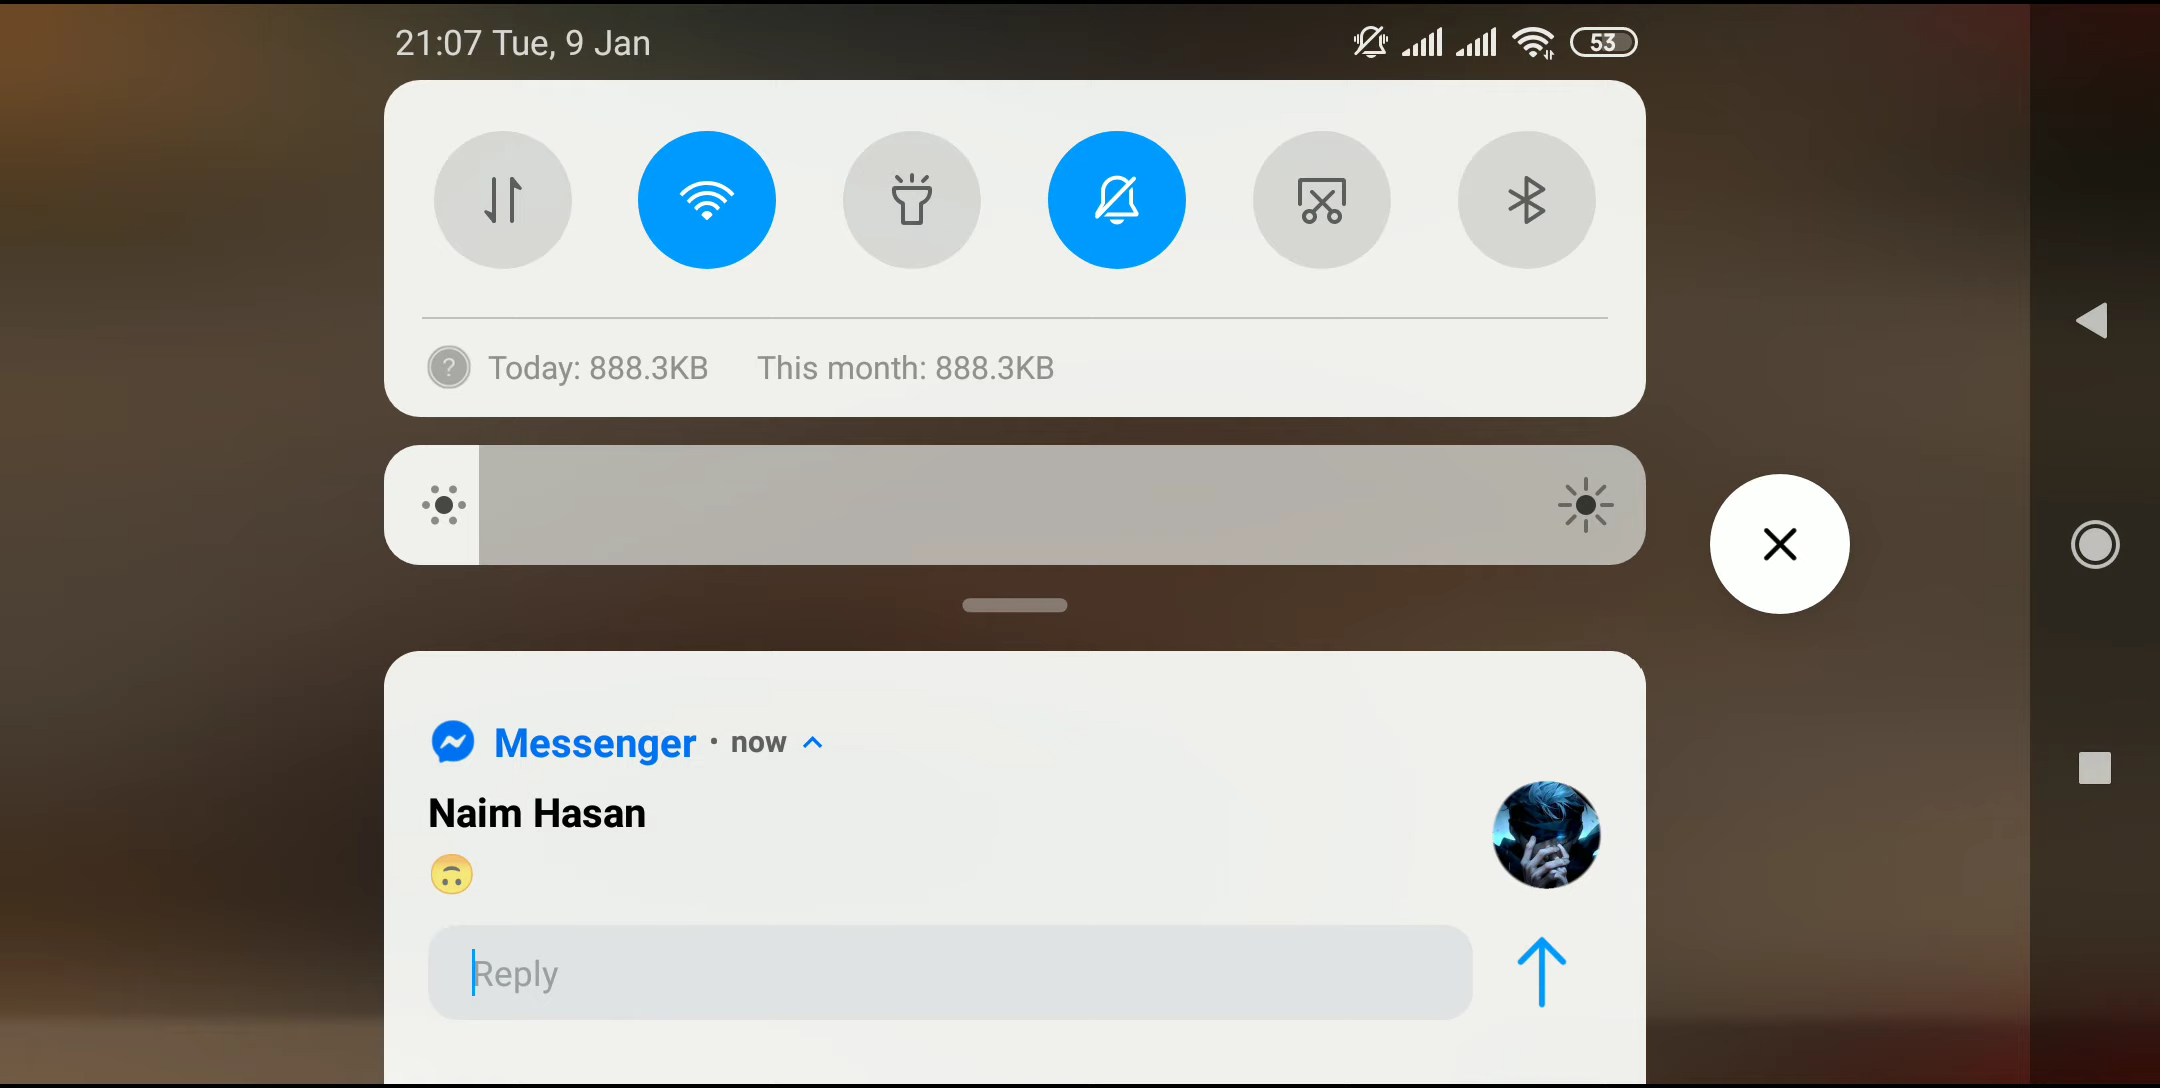 21:07 Tue, 9 Jan
53
? Today: 888.3KB This month: 888.3KB
Messenger · now
Naim Hasan
🙃
Reply